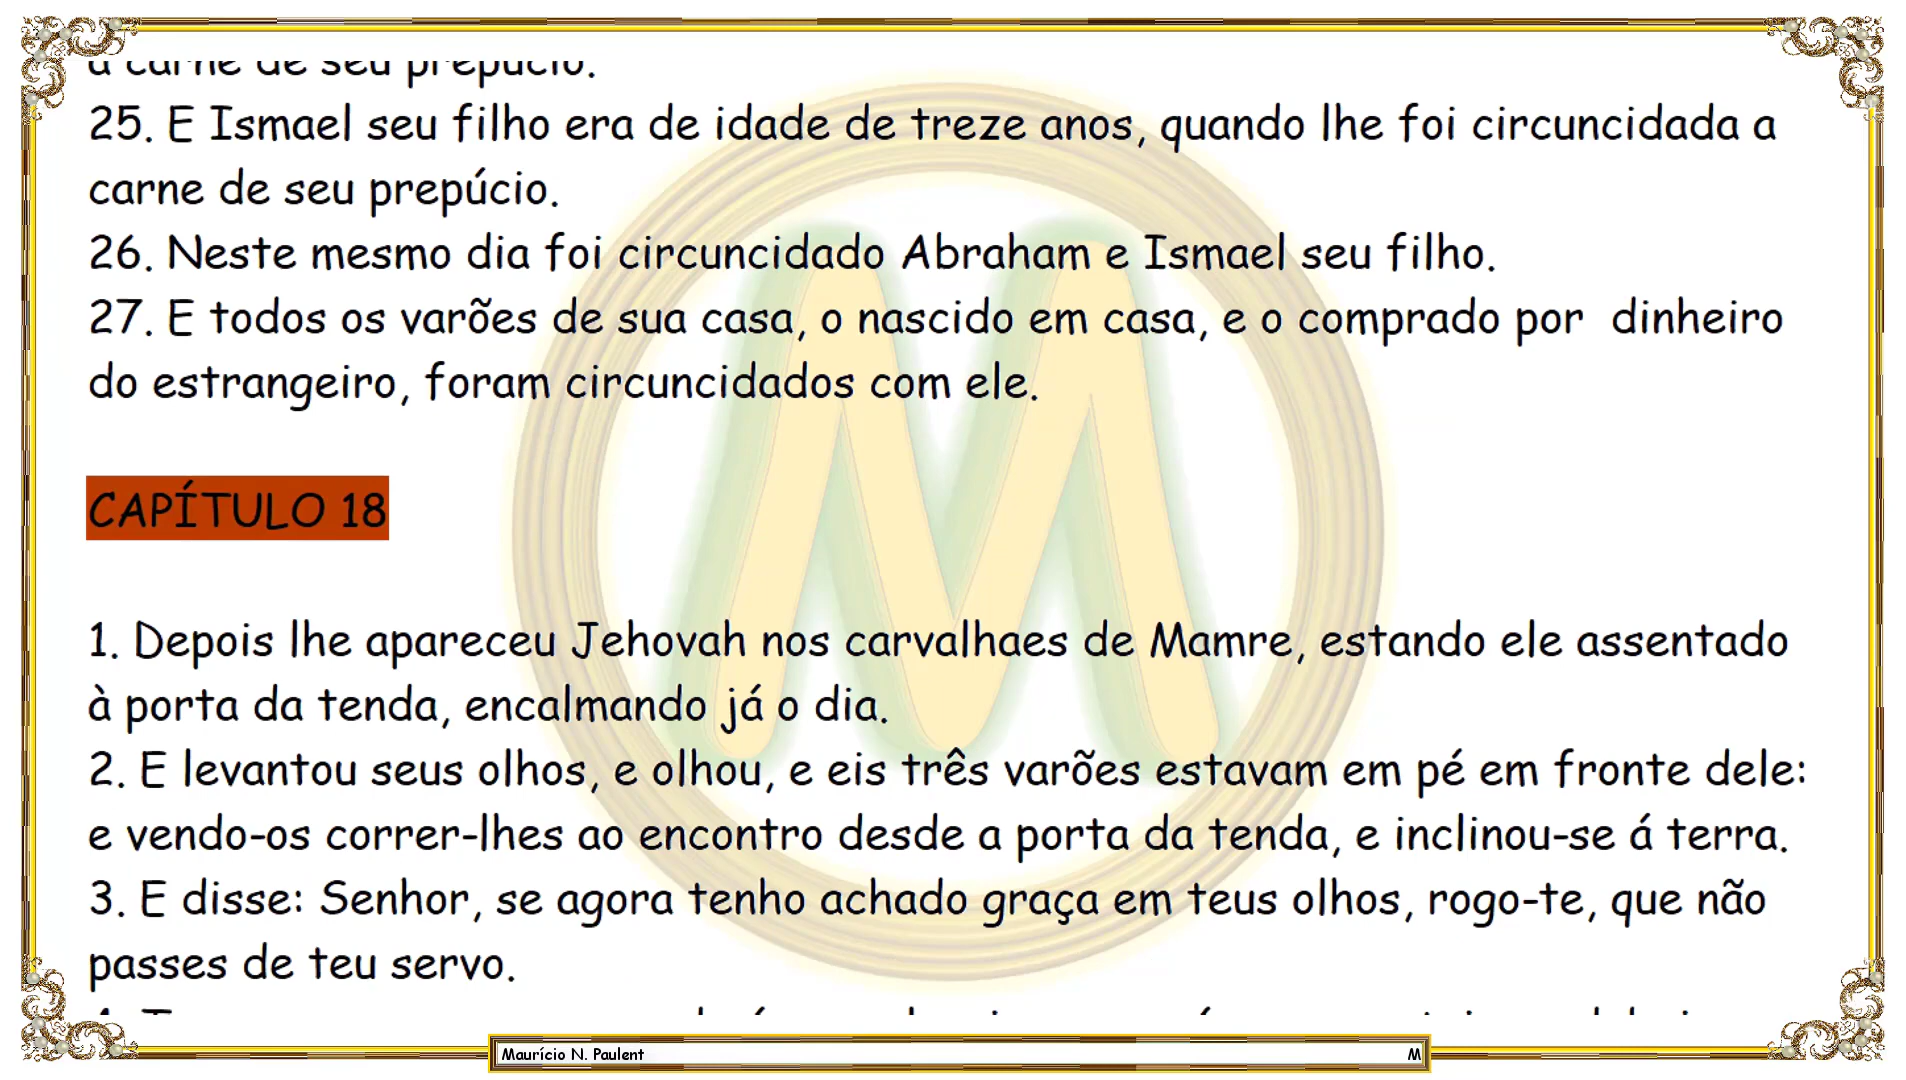 a carne de seu prepúcio.
25. E Ismael seu filho era de idade de treze anos, quando lhe foi circuncidada a
carne de seu prepúcio.
26. Neste mesmo dia foi circuncidado Abraham e Ismael seu filho.
27. E todos os varões de sua casa, o nascido em casa, e o comprado por  dinheiro
do estrangeiro, foram circuncidados com ele.
CAPÍTULO 18
1. Depois lhe apareceu Jehovah nos carvalhaes de Mamre, estando ele assentado
à porta da tenda, encalmando já o dia.
2. E levantou seus olhos, e olhou, e eis três varões estavam em pé em fronte dele:
e vendo-os correr-lhes ao encontro desde a porta da tenda, e inclinou-se á terra.
3. E disse: Senhor, se agora tenho achado graça em teus olhos, rogo-te, que não
passes de teu servo.
Maurício N. Paulent M